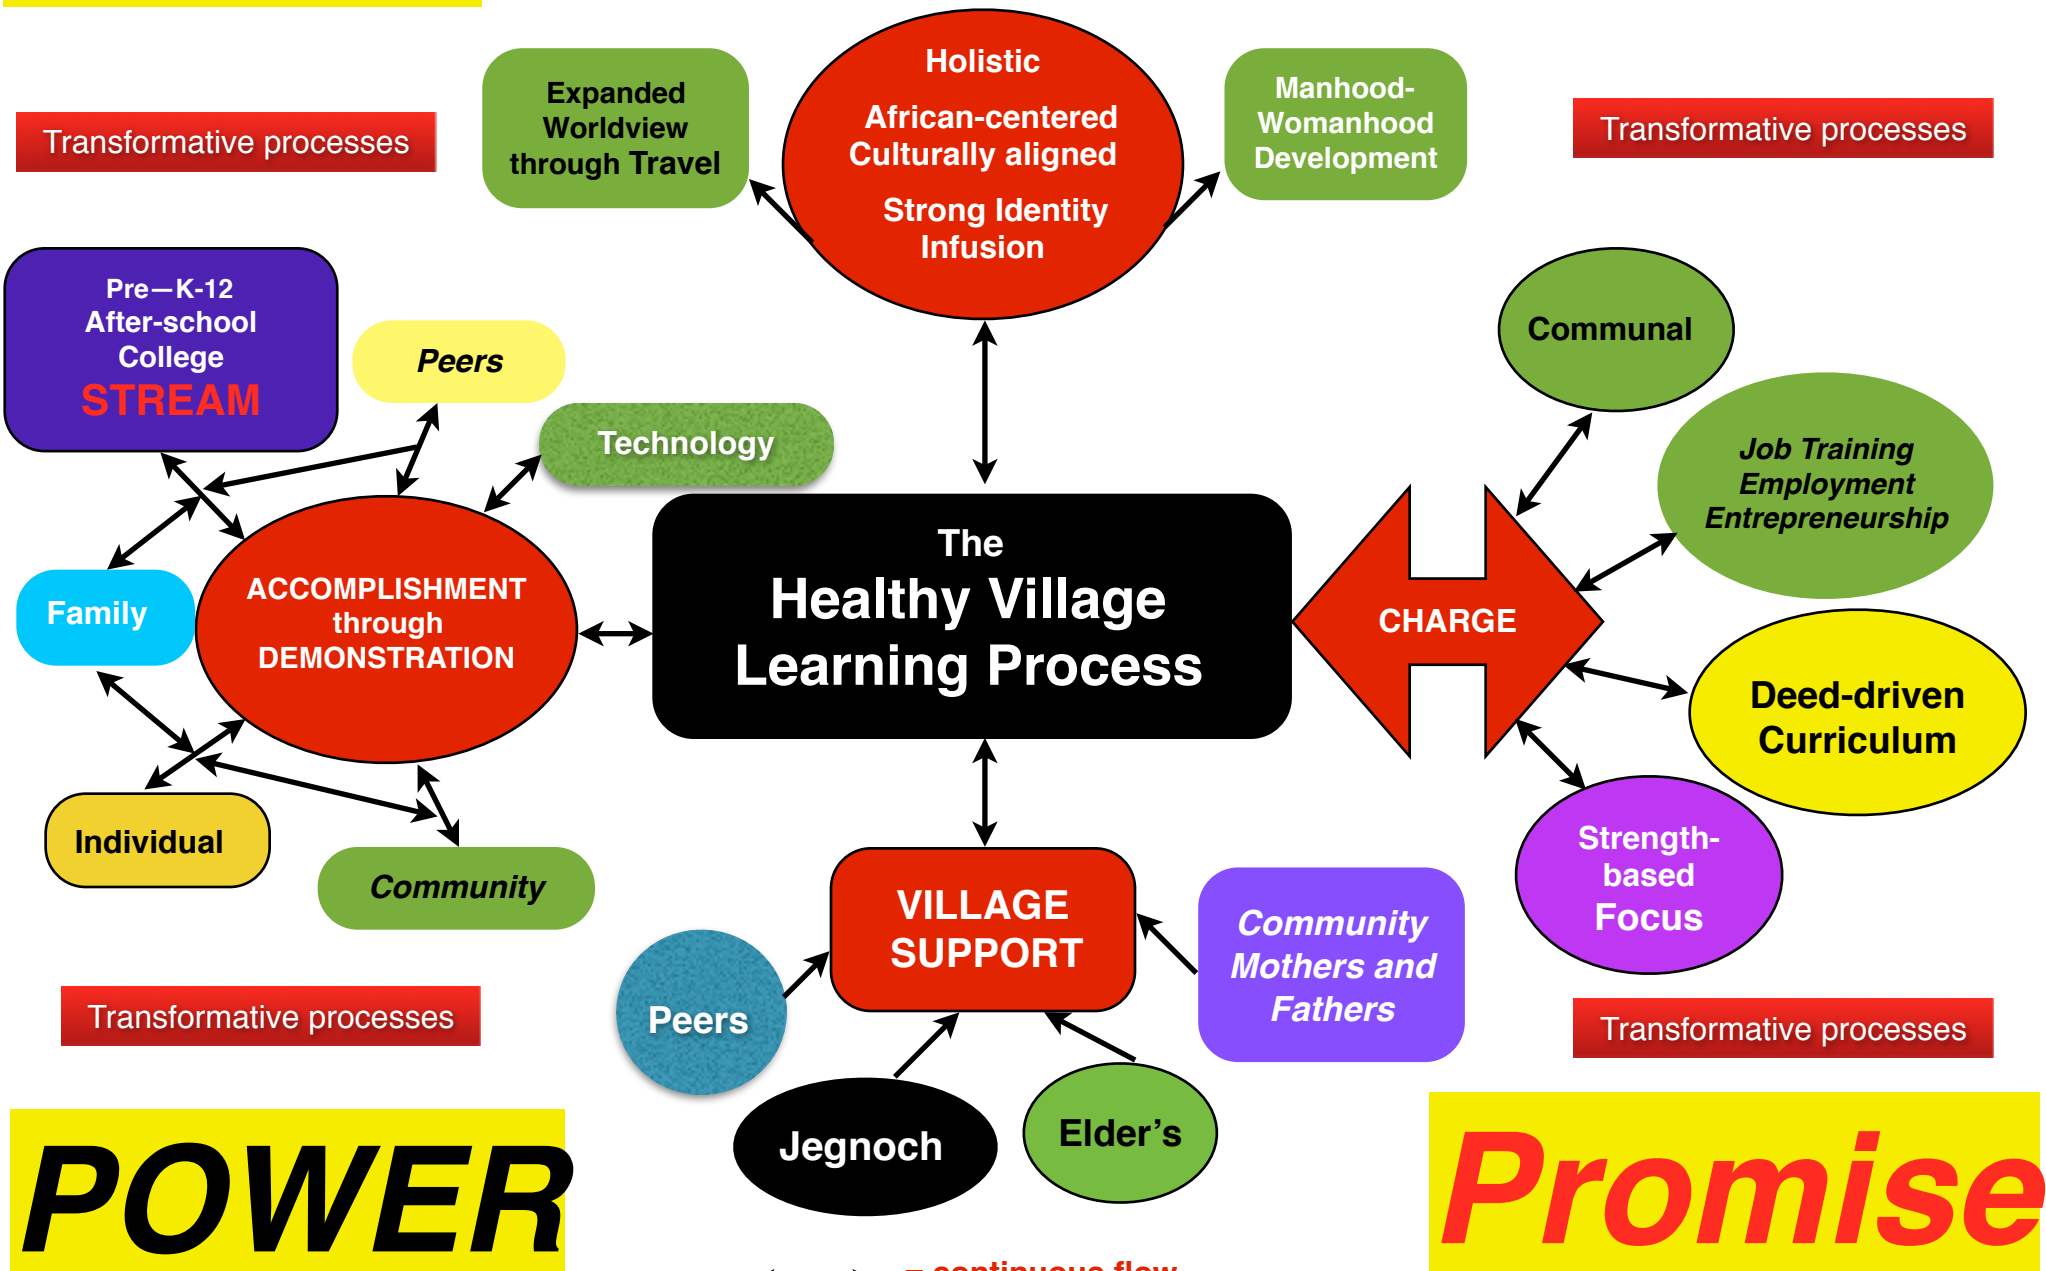 Holistic
African-centered
Culturally aligned
Strong Identity
Infusion
Expanded
Worldview
through Travel
Manhood-
Womanhood
Development
Transformative processes
Transformative processes
Pre—K-12
After-school
College
STREAM
Peers
Technology
Communal
Job Training
Employment
Entrepreneurship
Family
ACCOMPLISHMENT
through
DEMONSTRATION
The
Healthy Village
Learning Process
CHARGE
Deed-driven
Curriculum
Individual
Community
Strength-
based
Focus
VILLAGE
SUPPORT
Community
Mothers and
Fathers
Peers
Jegnoch
Elder’s
Transformative processes
Transformative processes
POWER
Promise
= continuous flow